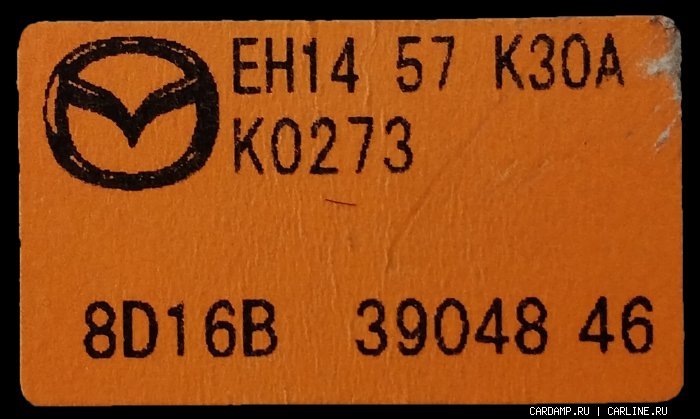 EH14 57 K30A
K0273
8D16B 39048 46
CARDAMP.RU | CARLINE.RU